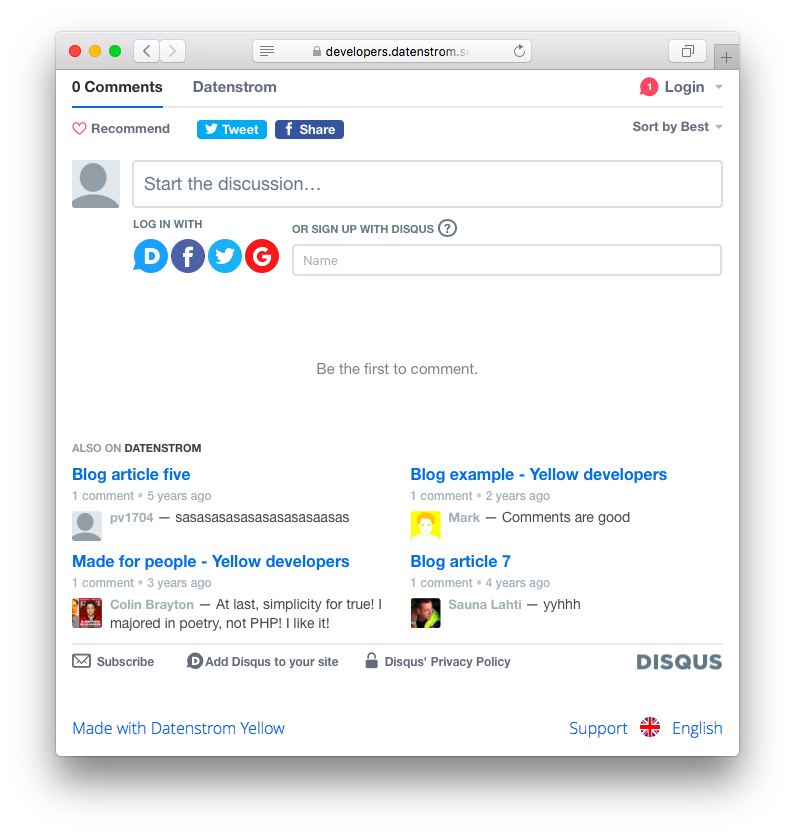 developers.datenstrom.s
0 Comments Datenstrom 1 Login
Recommend Tweet Share Sort by Best
Start the discussion…
LOG IN WITH OR SIGN UP WITH DISQUS ?
D f G Name
Be the first to comment.
ALSO ON DATENSTROM
Blog article five
1 comment • 5 years ago
pv1704 — sasasasasasasasasasaasas
Blog example - Yellow developers
1 comment • 2 years ago
Mark — Comments are good
Made for people - Yellow developers
1 comment • 3 years ago
Colin Brayton — At last, simplicity for true! I
majored in poetry, not PHP! I like it!
Blog article 7
1 comment • 4 years ago
Sauna Lahti — yyhhh
Subscribe D Add Disqus to your site Disqus' Privacy Policy DISQUS
Made with Datenstrom Yellow Support English